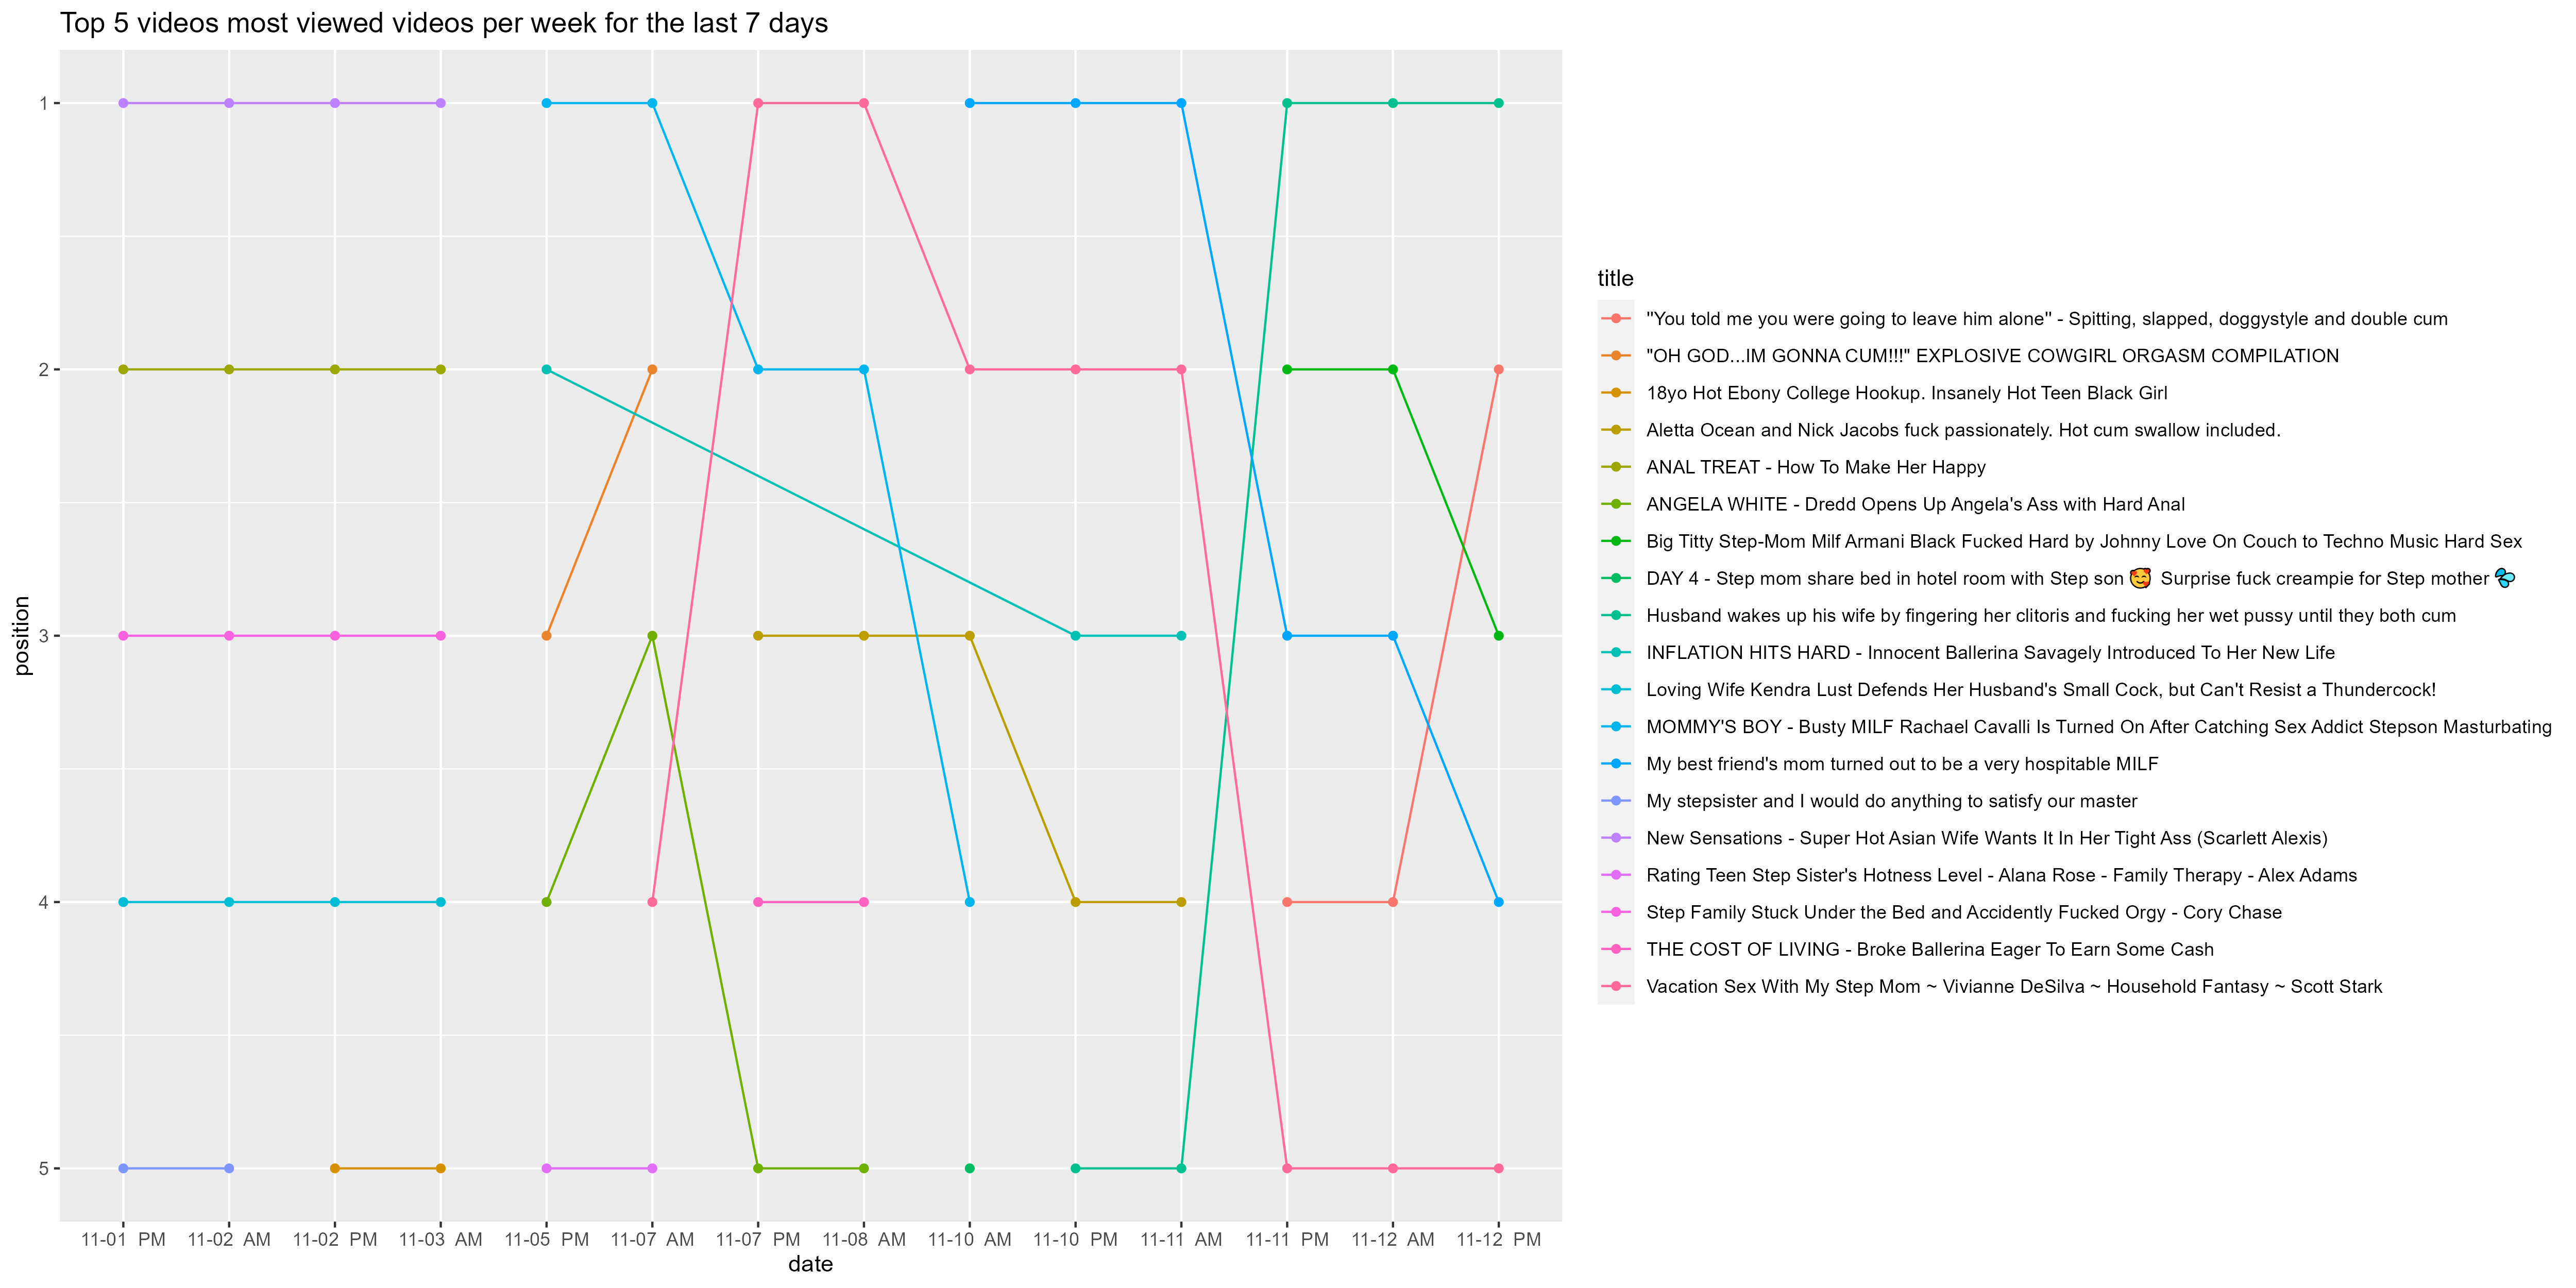 Top 5 videos most viewed videos per week for the last 7 days
position
1
2
3
4
5
11-01 PM
11-02 AM
11-02 PM
11-03 AM
11-05 PM
11-07 AM
11-07 PM
11-08 AM
11-10 AM
11-10 PM
11-11 AM
11-11 PM
11-12 AM
11-12 PM
date
title
"You told me you were going to leave him alone" - Spitting, slapped, doggystyle and double cum
"OH GOD...IM GONNA CUM!!!" EXPLOSIVE COWGIRL ORGASM COMPILATION
18yo Hot Ebony College Hookup. Insanely Hot Teen Black Girl
Aletta Ocean and Nick Jacobs fuck passionately. Hot cum swallow included.
ANAL TREAT - How To Make Her Happy
ANGELA WHITE - Dredd Opens Up Angela's Ass with Hard Anal
Big Titty Step-Mom Milf Armani Black Fucked Hard by Johnny Love On Couch to Techno Music Hard Sex
DAY 4 - Step mom share bed in hotel room with Step son 🥰 Surprise fuck creampie for Step mother 💦
Husband wakes up his wife by fingering her clitoris and fucking her wet pussy until they both cum
INFLATION HITS HARD - Innocent Ballerina Savagely Introduced To Her New Life
Loving Wife Kendra Lust Defends Her Husband's Small Cock, but Can't Resist a Thundercock!
MOMMY'S BOY - Busty MILF Rachael Cavalli Is Turned On After Catching Sex Addict Stepson Masturbating
My best friend's mom turned out to be a very hospitable MILF
My stepsister and I would do anything to satisfy our master
New Sensations - Super Hot Asian Wife Wants It In Her Tight Ass (Scarlett Alexis)
Rating Teen Step Sister's Hotness Level - Alana Rose - Family Therapy - Alex Adams
Step Family Stuck Under the Bed and Accidently Fucked Orgy - Cory Chase
THE COST OF LIVING - Broke Ballerina Eager To Earn Some Cash
Vacation Sex With My Step Mom ~ Vivianne DeSilva ~ Household Fantasy ~ Scott Stark